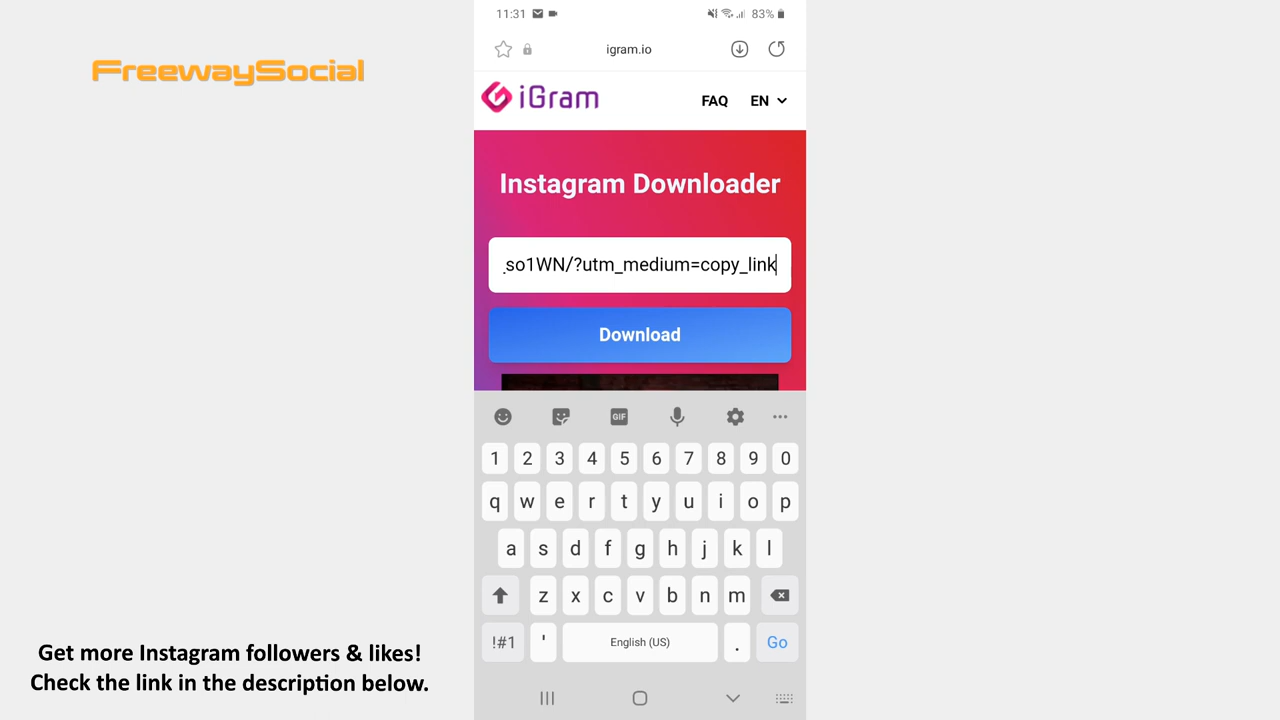 FreewaySocial
11:31 83%
igram.io
iGram FAQ EN
Instagram Downloader
_so1WN/?utm_medium=copy_link
Download
GIF
1 2 3 4 5 6 7 8 9 0
q w e r t y u i o p
a s d f g h j k l
z x c v b n m
!#1 ' English (US) . Go
Get more Instagram followers & likes!
Check the link in the description below.